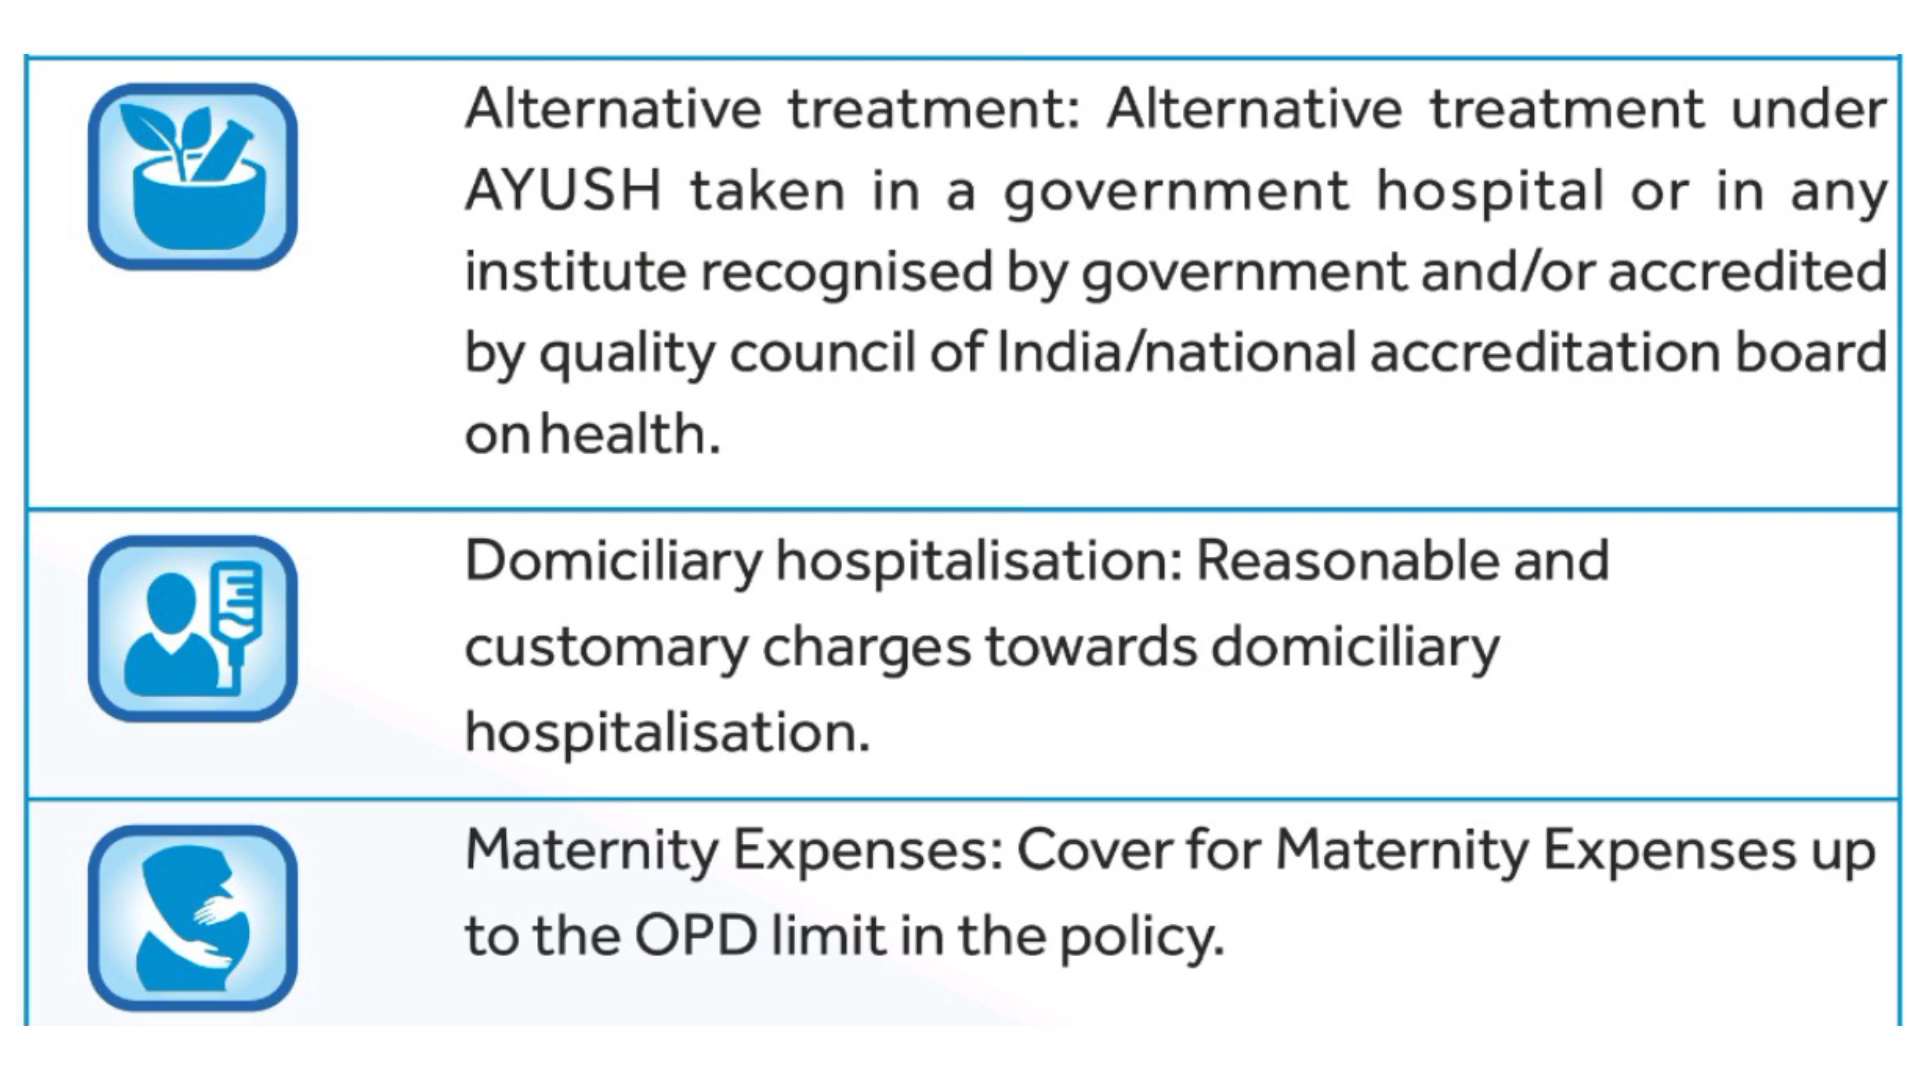 Alternative treatment: Alternative treatment under
AYUSH taken in a government hospital or in any
institute recognised by government and/or accredited
by quality council of India/national accreditation board
on health.
Domiciliary hospitalisation: Reasonable and
customary charges towards domiciliary
hospitalisation.
Maternity Expenses: Cover for Maternity Expenses up
to the OPD limit in the policy.